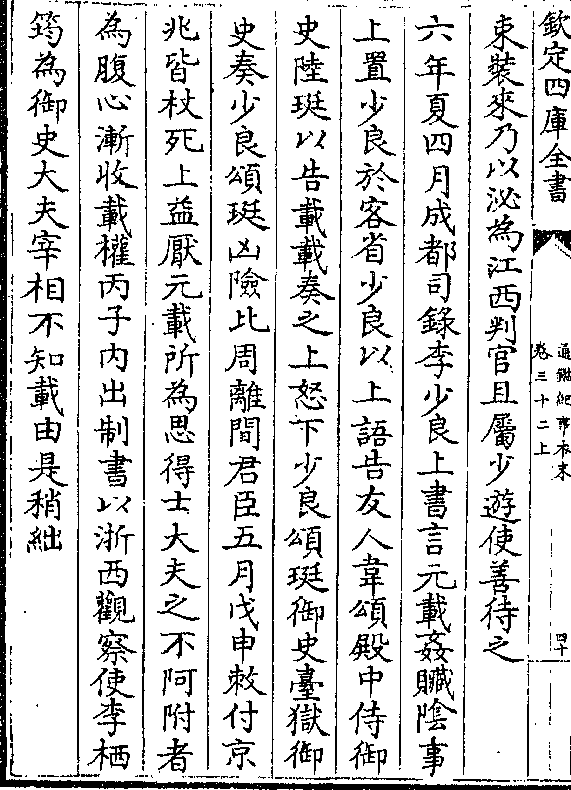 欽定四庫全書
通鑑紀事本末
卷三十二上
四十
束裝來乃以泌為江西判官且屬少遊使善待之
六年夏四月成都司錄李少良上書言元載姦贓陰事
上置少良於客省少良以上語告友人韋頌殿中侍御
史陸珽以告載載奏之上怒下少良頌珽御史臺獄御
史奏少良頌珽凶險比周離間君臣五月戊申敕付京
兆皆杖死上益厭元載所為思得士大夫之不阿附者
為腹心漸收載權丙子內出制書以浙西觀察使李栖
筠為御史大夫宰相不知載由是稍絀